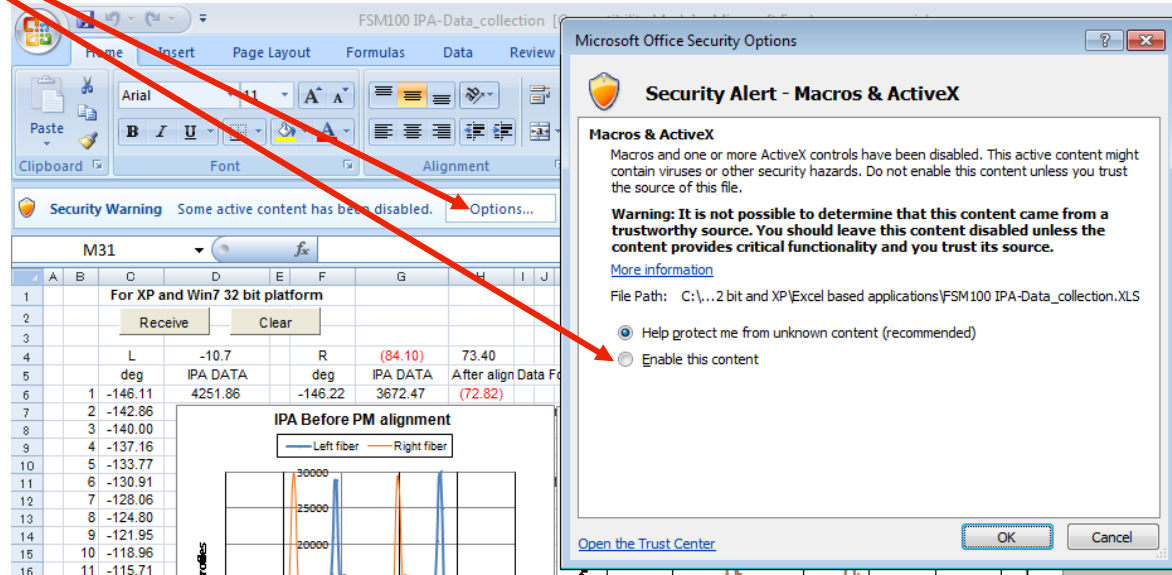 FSM100 IPA-Data_collection
Home Insert Page Layout Formulas Data Review
Paste
Arial 11 A A
B I U A
Clipboard Font Alignment
Security Warning Some active content has been disabled. Options...
M31 fx
A B C D E F G H I J
1 For XP and Win7 32 bit platform
2 Receive Clear
3
4 L -10.7 R (84.10) 73.40
5 deg IPA DATA deg IPA DATA After align Data
6 1 -146.11 4251.86 -146.22 3672.47 (72.82)
7 2 -142.86
8 3 -140.00
9 4 -137.16
10 5 -133.77
11 6 -130.91
12 7 -128.06
13 8 -124.80
14 9 -121.95
15 10 -118.96
16 11 -115.71
IPA Before PM alignment
Left fiber Right fiber
30000
25000
20000
Microsoft Office Security Options
Security Alert - Macros & ActiveX
Macros & ActiveX
Macros and one or more ActiveX controls have been disabled. This active content might
contain viruses or other security hazards. Do not enable this content unless you trust
the source of this file.
Warning: It is not possible to determine that this content came from a
trustworthy source. You should leave this content disabled unless the
content provides critical functionality and you trust its source.
More information
File Path: C:\...2 bit and XP\Excel based applications\FSM100 IPA-Data_collection.XLS
Help protect me from unknown content (recommended)
Enable this content
Open the Trust Center
OK Cancel